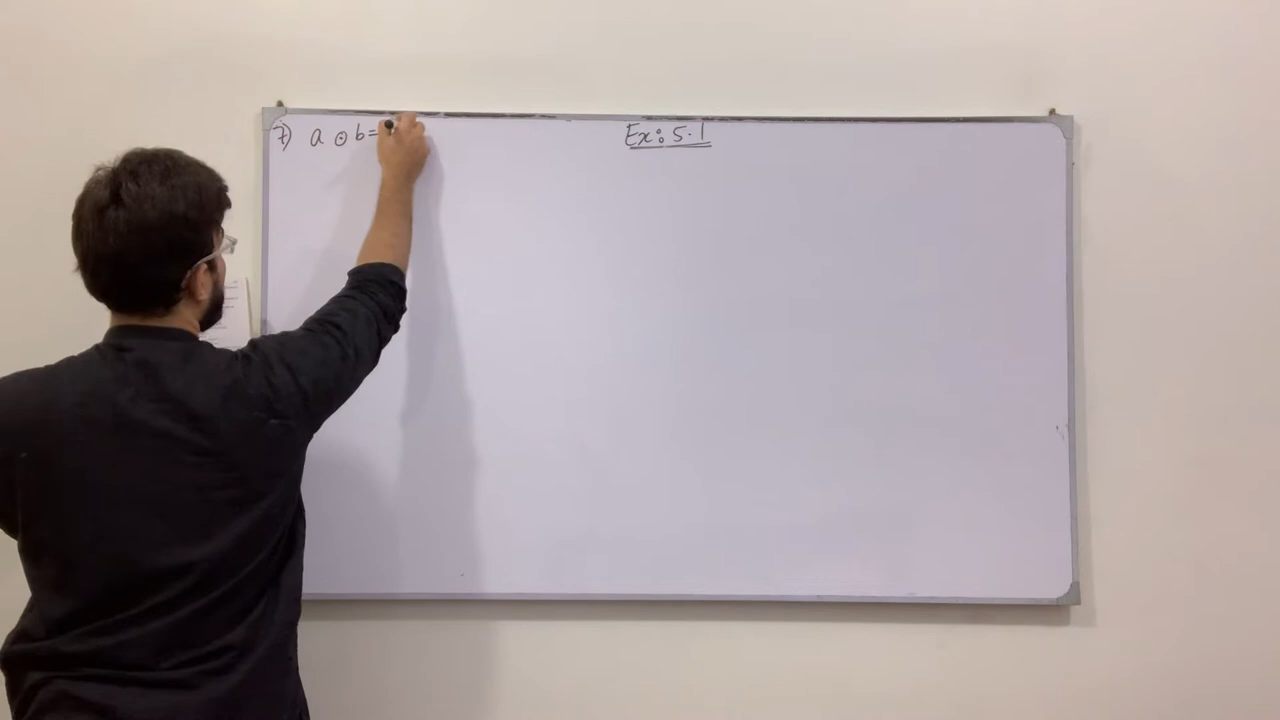 7) a ⊙ b=
Ex: 5.1